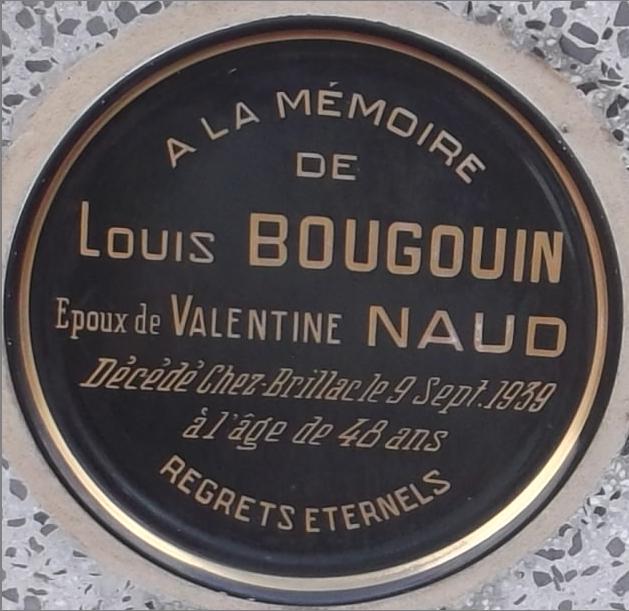 A LA MÉMOIRE
DE
LOUIS BOUGOUIN
Epoux de VALENTINE NAUD
Décédé Chez-Brillac le 9 Sept. 1939
à l'âge de 48 ans
REGRETS ETERNELS